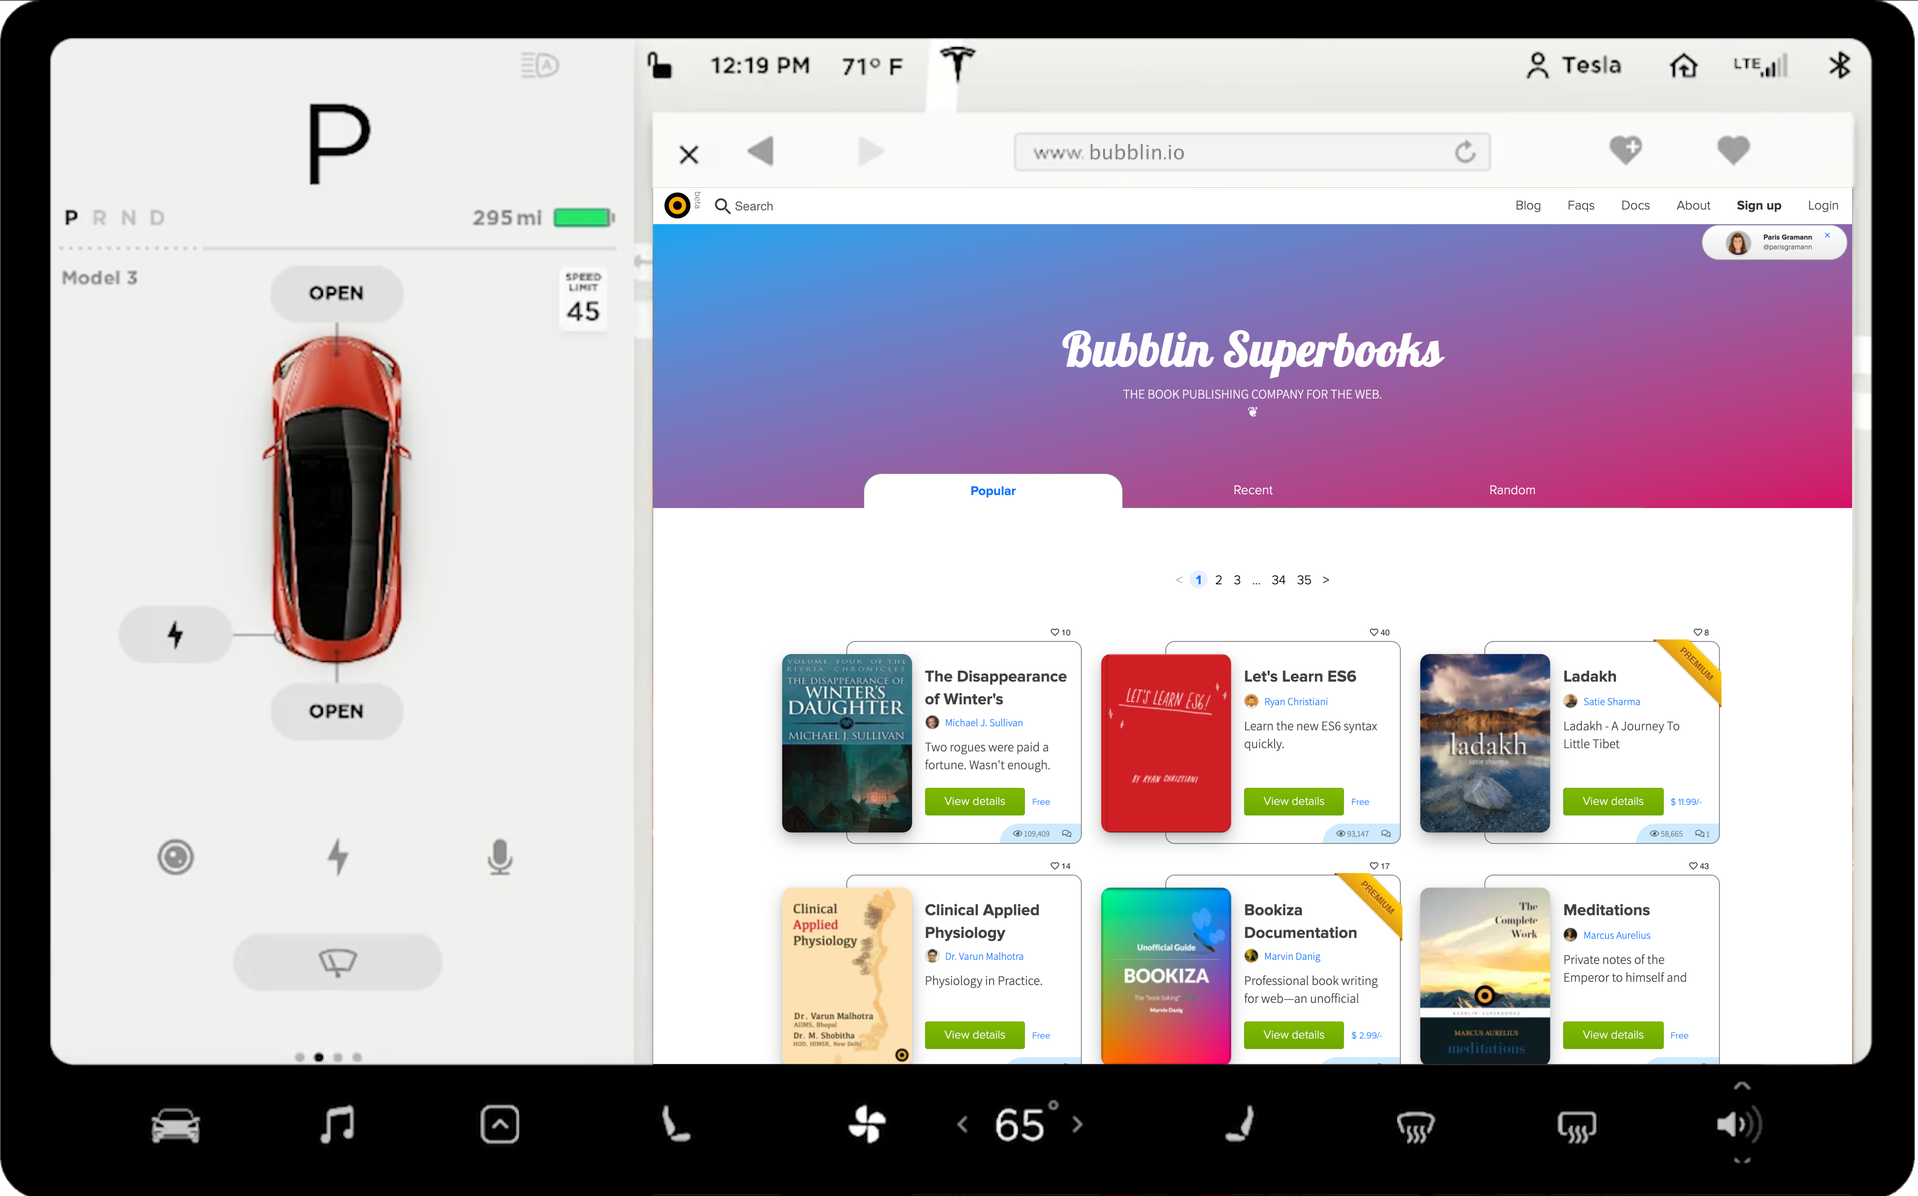 P
P R N D
295 mi
Model 3
SPEED
LIMIT
45
OPEN
OPEN
12:19 PM
71° F
Tesla
LTE
www.bubblin.io
beta
Search
Blog
Faqs
Docs
About
Sign up
Login
Paris Gramann
@parisgramann
Bubblin Superbooks
THE BOOK PUBLISHING COMPANY FOR THE WEB.
Popular
Recent
Random
< 1 2 3 ... 34 35 >
10
VOLUME FOUR OF THE
RIYRIA CHRONICLES
THE DISAPPEARANCE OF
WINTER'S
DAUGHTER
MICHAEL J. SULLIVAN
The Disappearance
of Winter's
Michael J. Sullivan
Two rogues were paid a
fortune. Wasn't enough.
View details
Free
109,409
40
LET'S LEARN ES6!
BY RYAN CHRISTIANI
Let's Learn ES6
Ryan Christiani
Learn the new ES6 syntax
quickly.
View details
Free
93,147
8
PREMIUM
ladakh
satie sharma
Ladakh
Satie Sharma
Ladakh - A Journey To
Little Tibet
View details
$ 11.99/-
58,665
1
14
Clinical
Applied
Physiology
Dr. Varun Malhotra
AIIMS, Bhopal
Dr. M. Shobitha
HOD, HIMSR, New Delhi
Clinical Applied
Physiology
Dr. Varun Malhotra
Physiology in Practice.
View details
Free
17
PREMIUM
Unofficial Guide
BOOKIZA
The "book baking"
Marvin Danig
Bookiza
Documentation
Marvin Danig
Professional book writing
for web—an unofficial
View details
$ 2.99/-
43
The
Complete
Work
BUBBLIN SUPERBOOKS
MARCUS AURELIUS
meditations
Meditations
Marcus Aurelius
Private notes of the
Emperor to himself and
View details
Free
65°